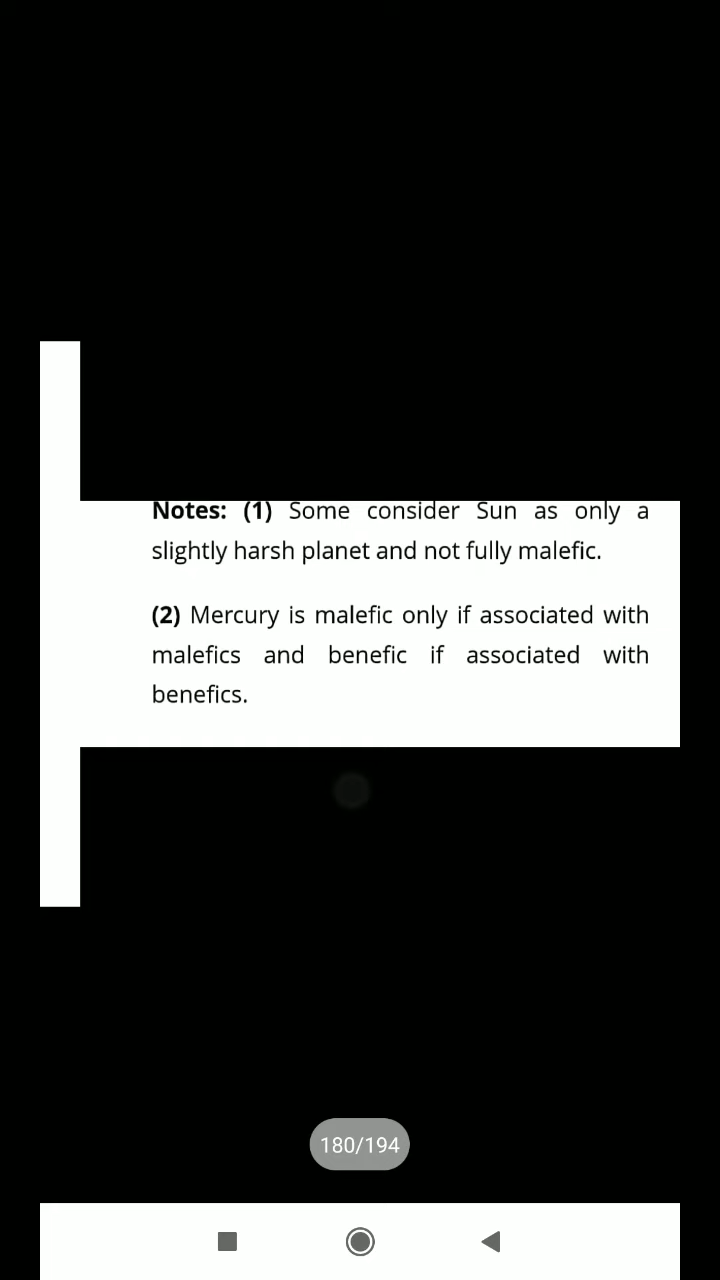 Notes: (1) Some consider Sun as only a
slightly harsh planet and not fully malefic.
(2) Mercury is malefic only if associated with
malefics and benefic if associated with
benefics.
180/194